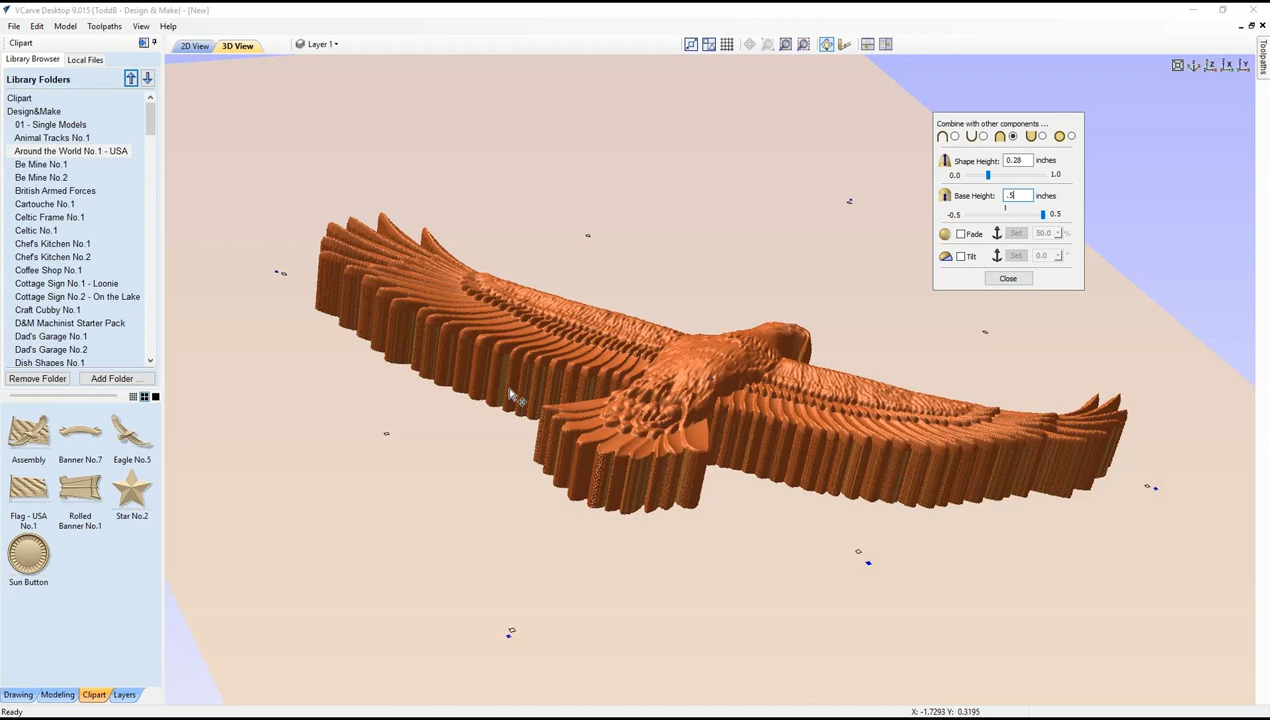 VCarve Desktop 9.015 (ToddB - Design & Make) - [New]
File Edit Model Toolpaths View Help
Clipart
2D View 3D View Layer 1
Library Browser Local Files
Toolpaths
Library Folders
Clipart
Design&Make
01 - Single Models
Animal Tracks No.1
Around the World No.1 - USA
Be Mine No.1
Be Mine No.2
British Armed Forces
Cartouche No.1
Celtic Frame No.1
Celtic No.1
Chef's Kitchen No.1
Chef's Kitchen No.2
Coffee Shop No.1
Cottage Sign No.1 - Loonie
Cottage Sign No.2 - On the Lake
Craft Cubby No.1
D&M Machinist Starter Pack
Dad's Garage No.1
Dad's Garage No.2
Dish Shapes No.1
Remove Folder Add Folder ...
Assembly Banner No.7 Eagle No.5
Flag - USA No.1 Rolled Banner No.1 Star No.2
Sun Button
Combine with other components ...
Shape Height: 0.28 inches
0.0 1.0
Base Height: .5 inches
-0.5 0.5
Fade Set 50.0 %
Tilt Set 0.0 °
Close
Z X Y
Drawing Modeling Clipart Layers
Ready X: -1.7293 Y: 0.3195